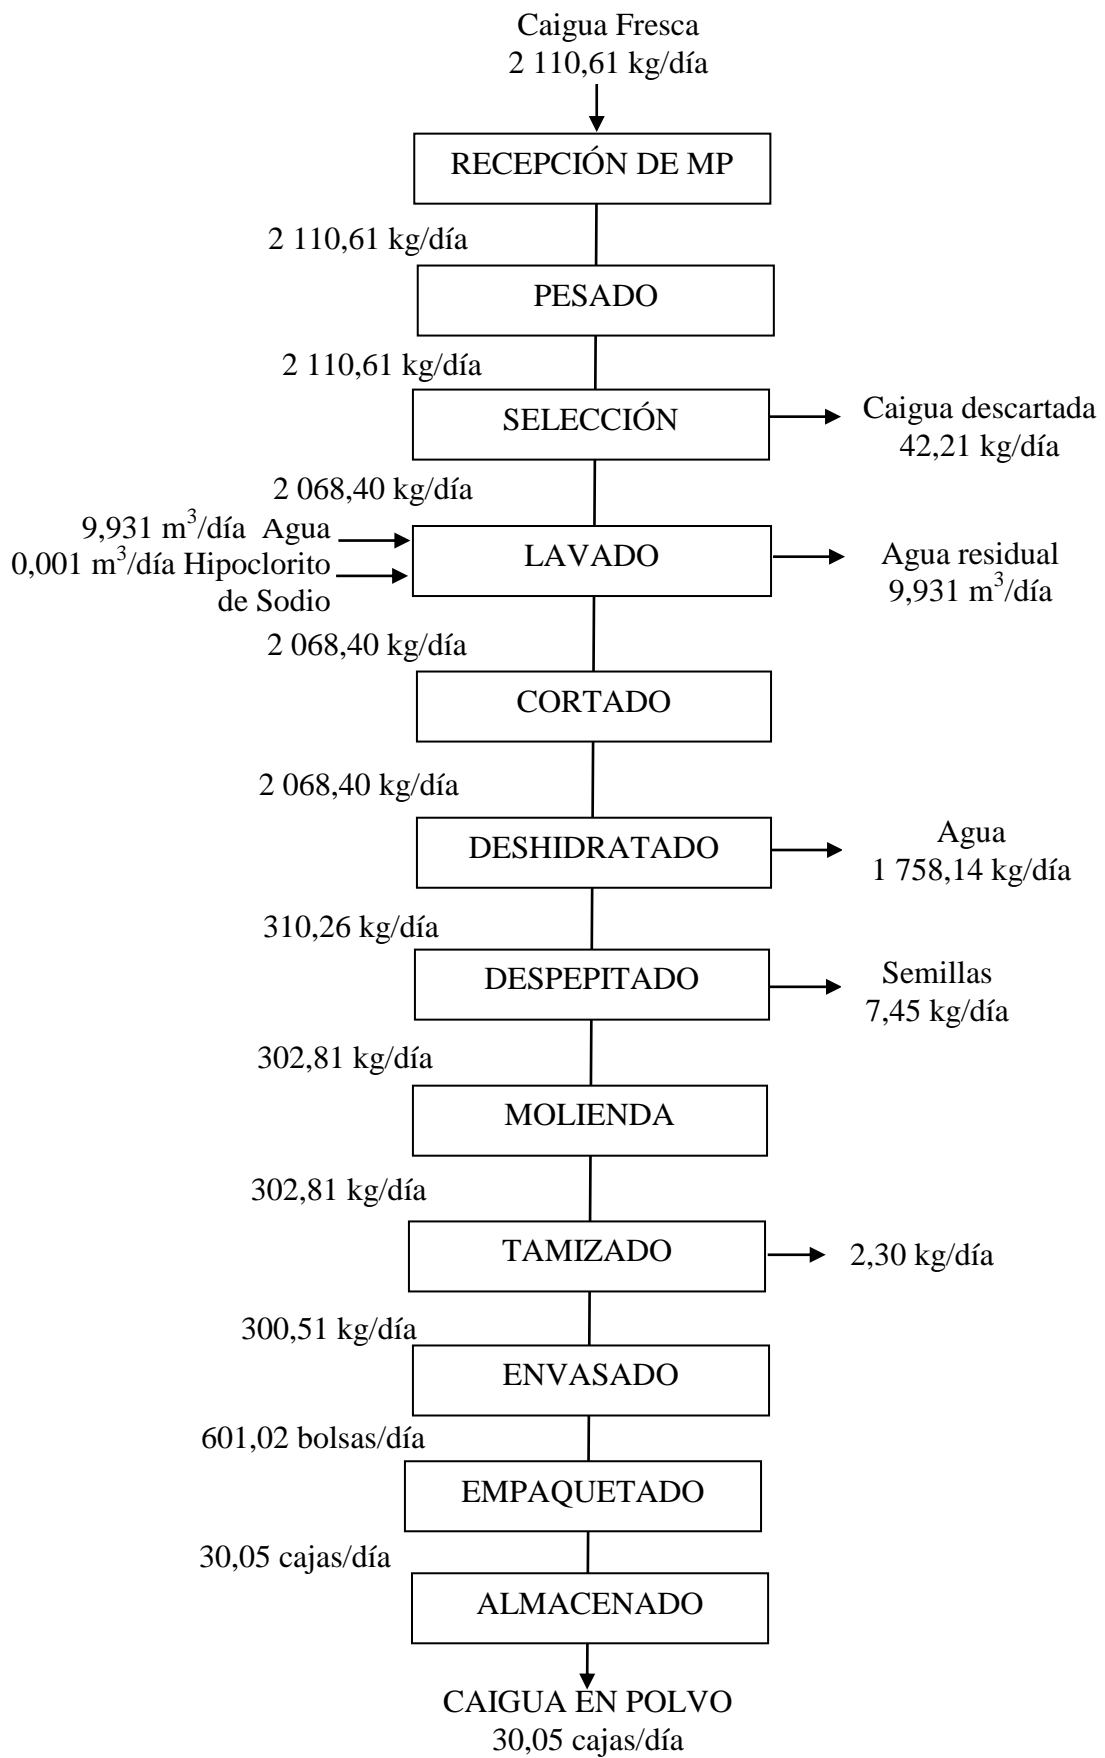 Caigua Fresca
2 110,61 kg/día
RECEPCIÓN DE MP
2 110,61 kg/día
PESADO
2 110,61 kg/día
SELECCIÓN
Caigua descartada
42,21 kg/día
2 068,40 kg/día
9,931 m³/día Agua
0,001 m³/día Hipoclorito
de Sodio
LAVADO
Agua residual
9,931 m³/día
2 068,40 kg/día
CORTADO
2 068,40 kg/día
DESHIDRATADO
Agua
1 758,14 kg/día
310,26 kg/día
DESPEPITADO
Semillas
7,45 kg/día
302,81 kg/día
MOLIENDA
302,81 kg/día
TAMIZADO
2,30 kg/día
300,51 kg/día
ENVASADO
601,02 bolsas/día
EMPAQUETADO
30,05 cajas/día
ALMACENADO
CAIGUA EN POLVO
30,05 cajas/día